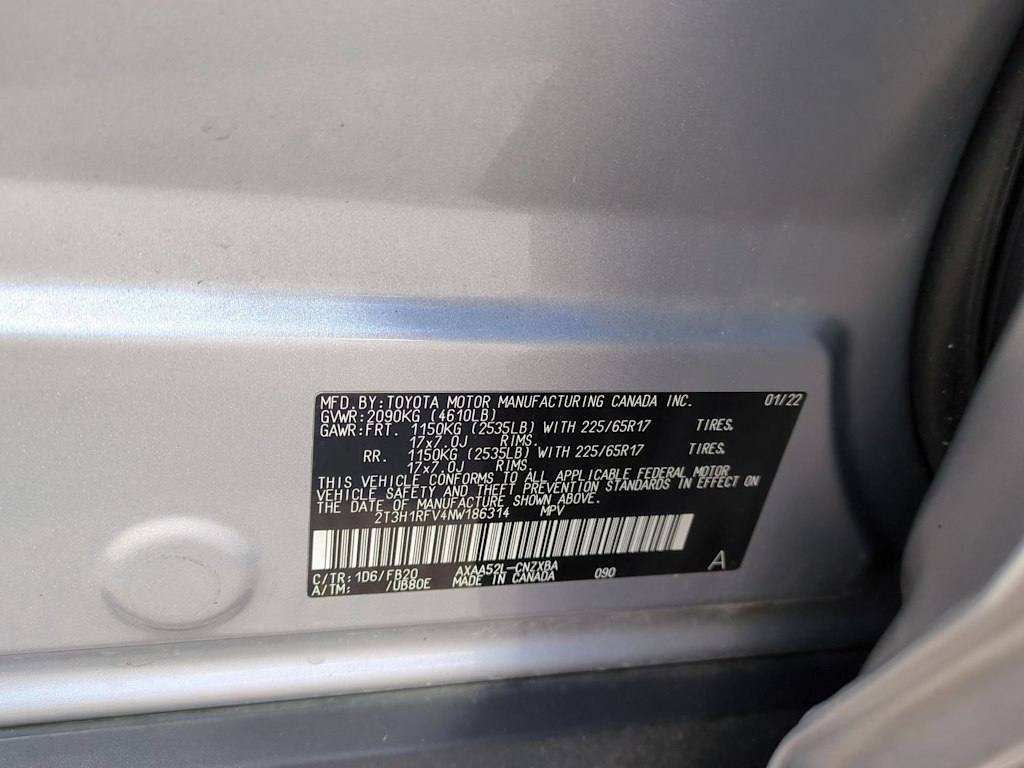 MFD.BY:TOYOTA MOTOR MANUFACTURING CANADA INC. 01/22
GVWR:2090KG (4610LB)
GAWR:FRT. 1150KG (2535LB) WITH 225/65R17 TIRES,
17x7.0J RIMS.
RR. 1150KG (2535LB) WITH 225/65R17 TIRES,
17x7.0J RIMS.
THIS VEHICLE CONFORMS TO ALL APPLICABLE FEDERAL MOTOR
VEHICLE SAFETY AND THEFT PREVENTION STANDARDS IN EFFECT ON
THE DATE OF MANUFACTURE SHOWN ABOVE.
2T3H1RFV4NW186314 MPV
A
C/TR: 1D6/FB20 AXAA52L-CNZXBA 090
A/TM: /UB80E MADE IN CANADA